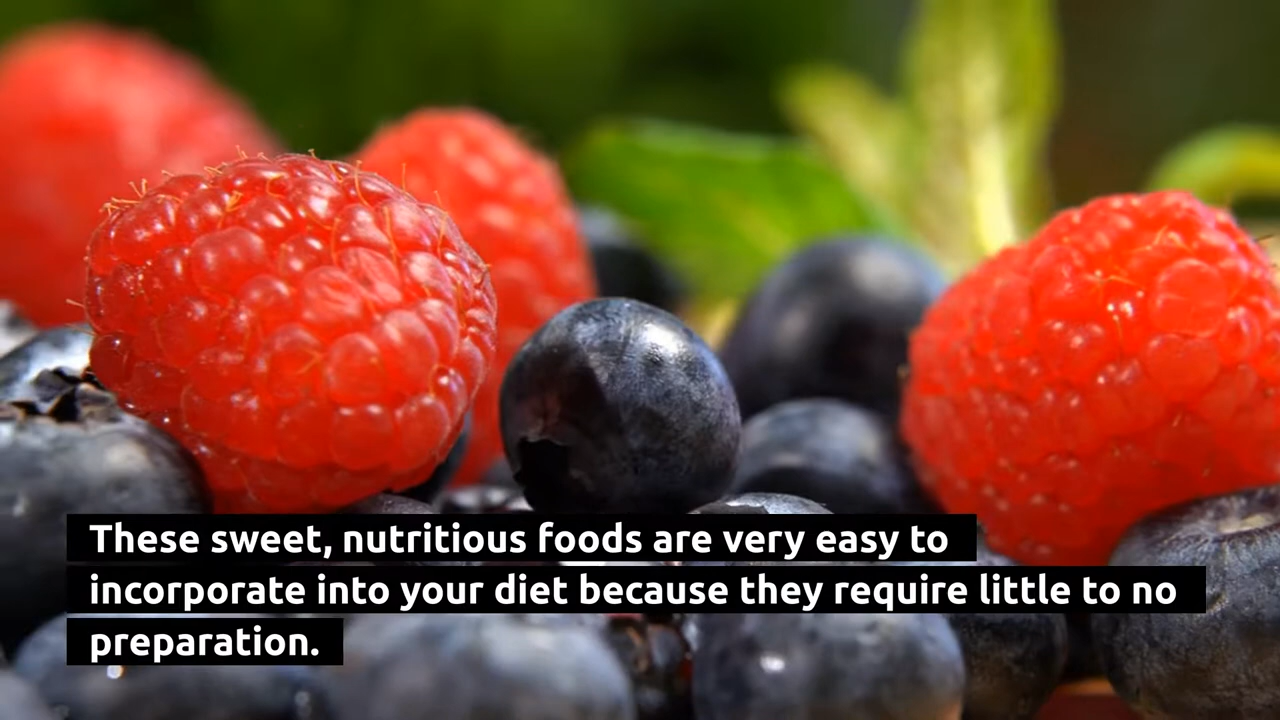 These sweet, nutritious foods are very easy to
incorporate into your diet because they require little to no
preparation.